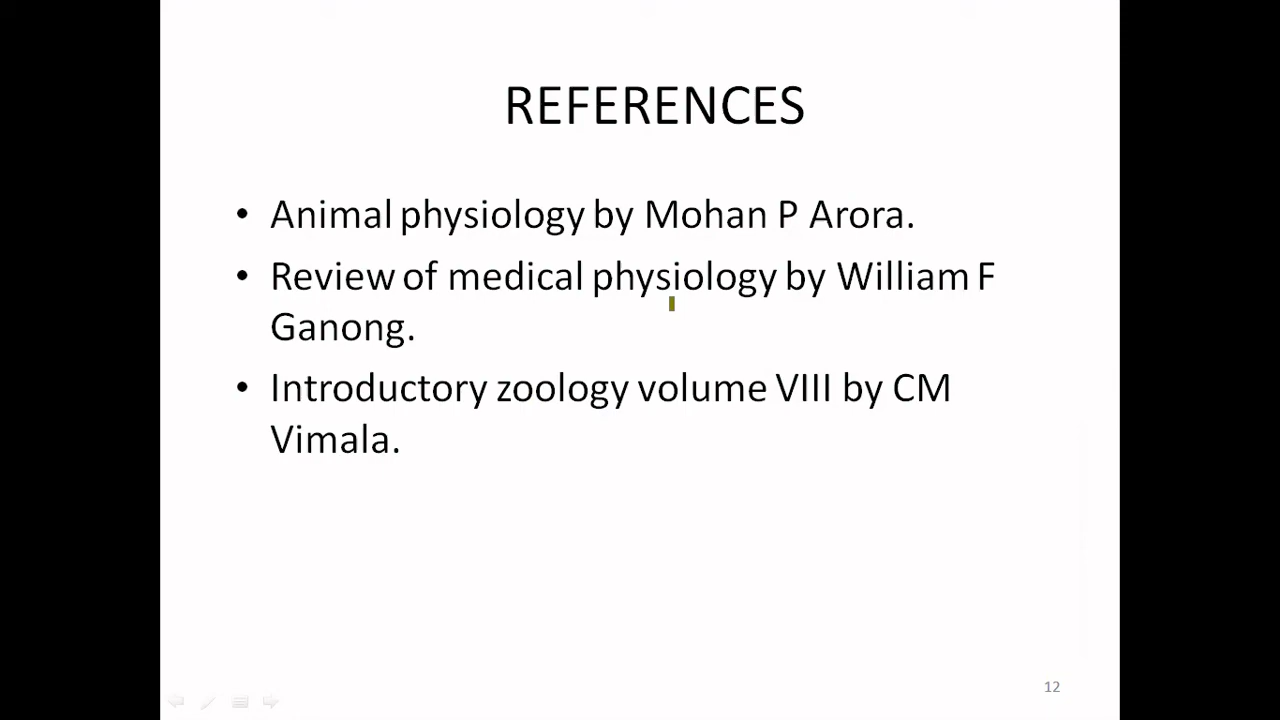 REFERENCES
• Animal physiology by Mohan P Arora.
• Review of medical physiology by William F
Ganong.
• Introductory zoology volume VIII by CM
Vimala.
12